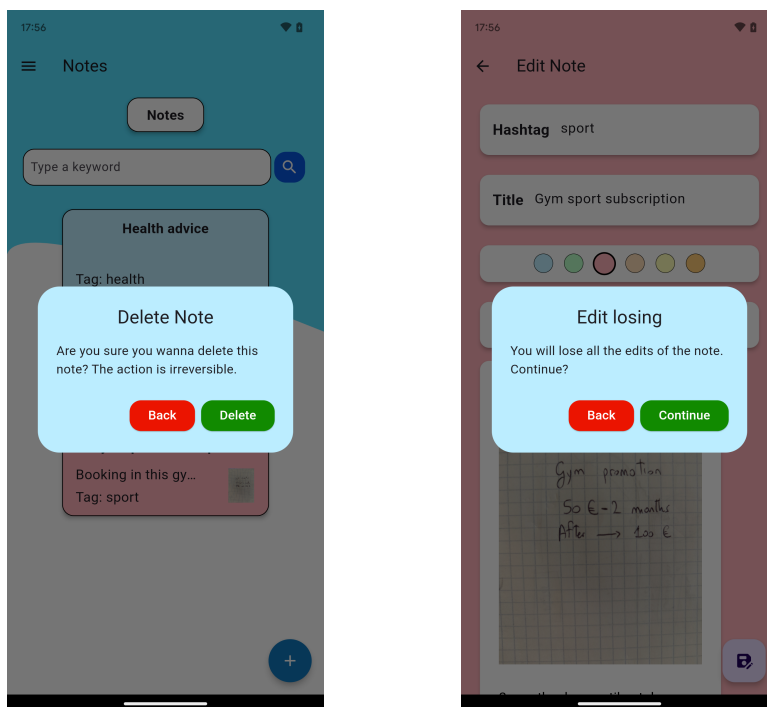 17:56
Notes
Notes
Type a keyword
Health advice
Tag: health
Delete Note
Are you sure you wanna delete this
note? The action is irreversible.
Back
Delete
Booking in this gy...
Tag: sport
17:56
Edit Note
Hashtag sport
Title Gym sport subscription
Edit losing
You will lose all the edits of the note.
Continue?
Back
Continue
Gym promotion
50 € - 2 months
After → 100 €